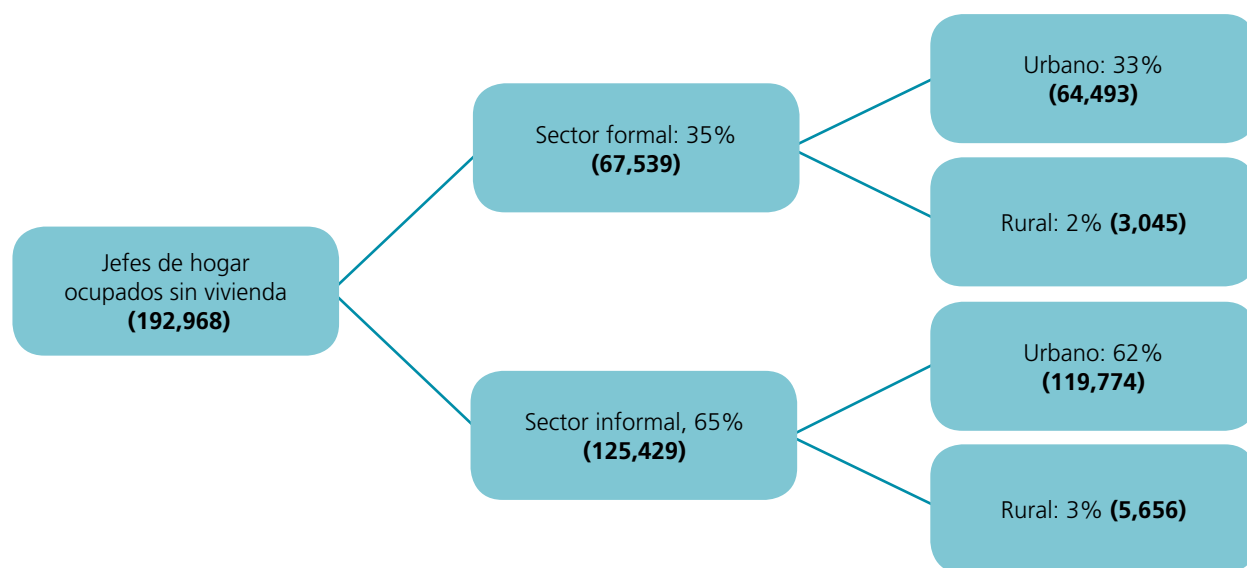 Jefes de hogar
ocupados sin vivienda
(192,968)
Sector formal: 35%
(67,539)
Urbano: 33%
(64,493)
Rural: 2% (3,045)
Sector informal, 65%
(125,429)
Urbano: 62%
(119,774)
Rural: 3% (5,656)